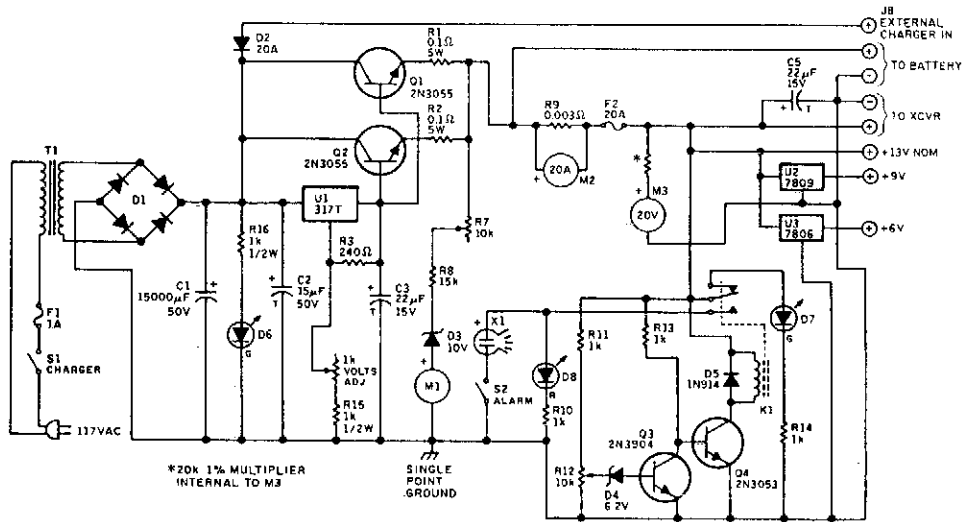 J8
EXTERNAL
CHARGER IN
D2
20A
R1
0.1Ω
5W
Q1
2N3055
R2
0.1Ω
5W
Q2
2N3055
TO BATTERY
C5
22µF
15V
+ T
R9
0.003Ω
F2
20A
TO XCVR
+13V NOM
20A
+ M2
*
M3
+
20V
U2
7809
+9V
U3
7806
+6V
T1
D1
U1
317T
R16
1k
1/2W
R3
240Ω
R7
10k
R8
15k
C1
15000µF
50V
+
C2
15µF
50V
+
T
C3
22µF
15V
+
T
D6
G
F1
1A
S1
CHARGER
117VAC
1k
VOLTS
ADJ
R15
1k
1/2W
D3
10V
+
M1
X1
+
S2
ALARM
D8
R
R10
1k
R11
1k
R13
1k
D7
G
D5
1N914
K1
R14
1k
Q3
2N3904
Q4
2N3053
R12
10k
D4
6.2V
*20k 1% MULTIPLIER
INTERNAL TO M3
SINGLE
POINT
GROUND